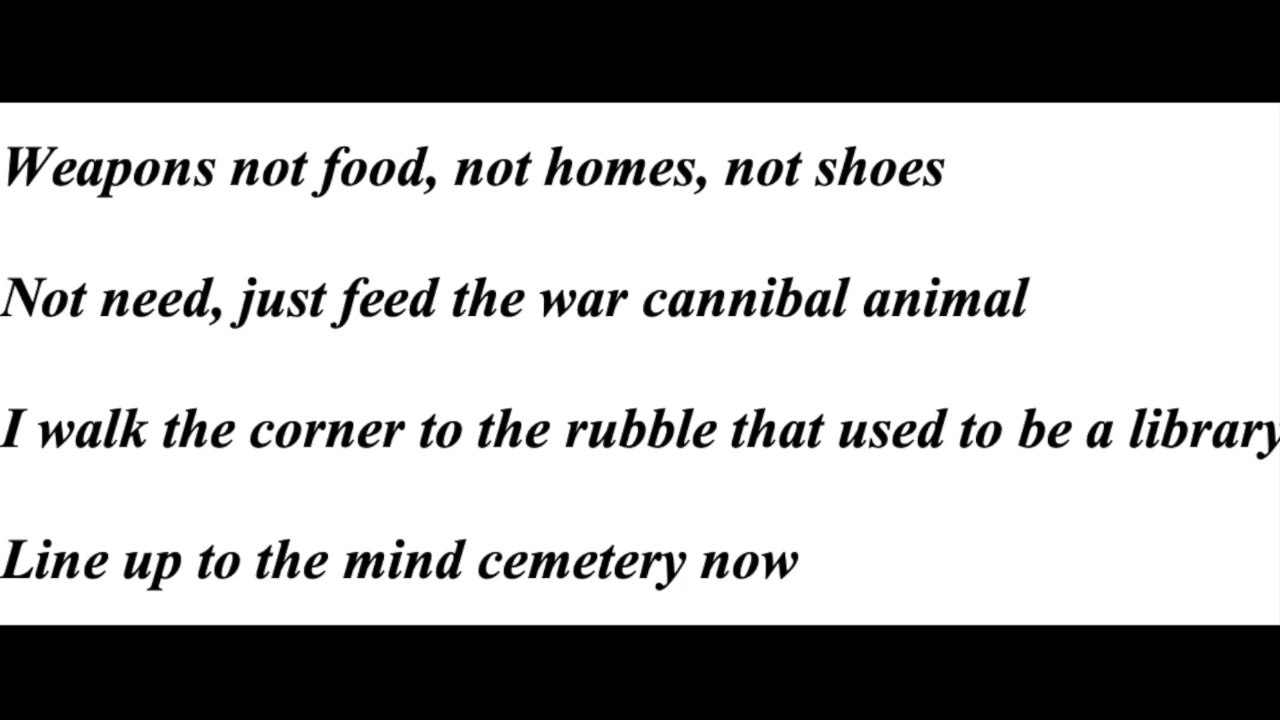 Weapons not food, not homes, not shoes
Not need, just feed the war cannibal animal
I walk the corner to the rubble that used to be a library
Line up to the mind cemetery now